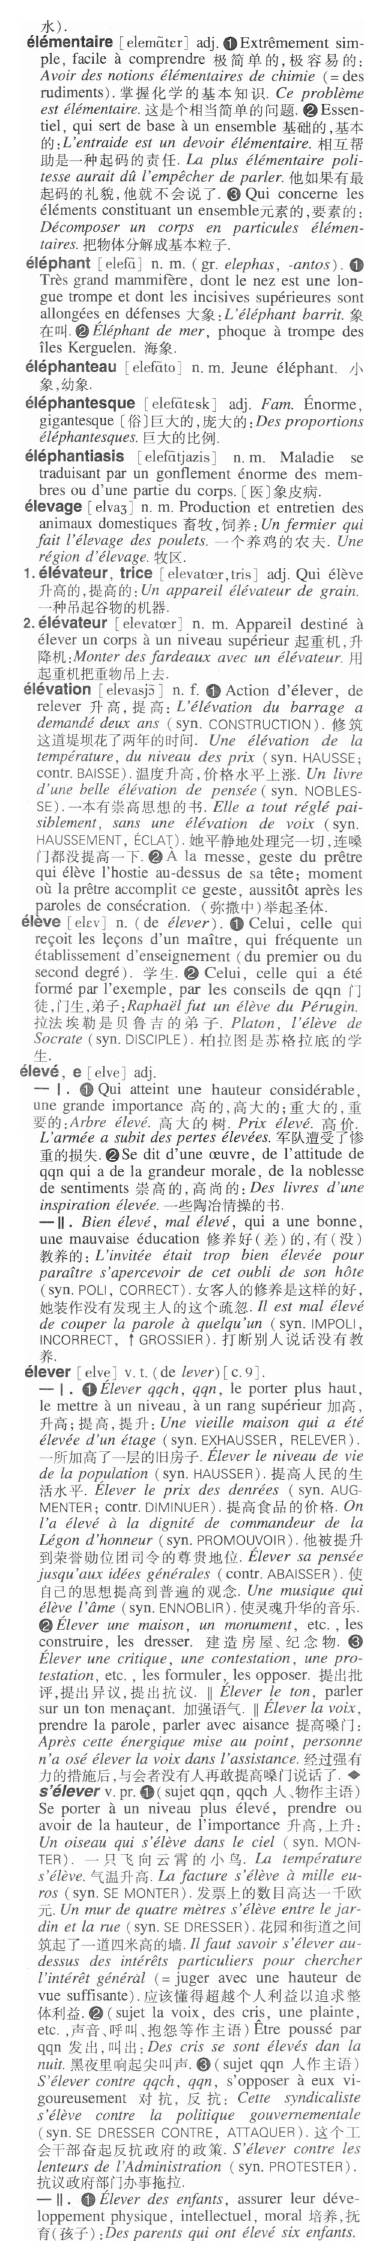 水).
élémentaire [elemɑ̃tɛr] adj. ❶ Extrêmement sim-
ple, facile à comprendre 极简单的,极容易的:
Avoir des notions élémentaires de chimie (= des
rudiments). 掌握化学的基本知识. Ce problème
est élémentaire. 这是个相当简单的问题. ❷ Essen-
tiel, qui sert de base à un ensemble 基础的,基本
的:L'entraide est un devoir élémentaire. 相互帮
助是一种起码的责任. La plus élémentaire poli-
tesse aurait dû l'empêcher de parler. 他如果有最
起码的礼貌,他就不会说了. ❸ Qui concerne les
éléments constituant un ensemble元素的,要素的:
Décomposer un corps en particules élémen-
taires. 把物体分解成基本粒子.
éléphant [elefɑ̃] n. m. (gr. elephas, -antos). ❶
Très grand mammifère, dont le nez est une lon-
gue trompe et dont les incisives supérieures sont
allongées en défenses 大象:L'éléphant barrit. 象
在叫. ❷ Éléphant de mer, phoque à trompe des
îles Kerguelen. 海象.
éléphanteau [elefɑ̃to] n. m. Jeune éléphant. 小
象,幼象.
éléphantesque [elefɑ̃tɛsk] adj. Fam. Énorme,
gigantesque [俗]巨大的,庞大的:Des proportions
éléphantesques. 巨大的比例.
éléphantiasis [elefɑ̃tjazis] n. m. Maladie se
traduisant par un gonflement énorme des mem-
bres ou d'une partie du corps. [医]象皮病.
élevage [elvaʒ] n. m. Production et entretien des
animaux domestiques 畜牧,饲养:Un fermier qui
fait l'élevage des poulets. 一个养鸡的农夫. Une
région d'élevage. 牧区.
1. élévateur, trice [elevatœr,tris] adj. Qui élève
升高的,提高的:Un appareil élévateur de grain.
一种吊起谷物的机器.
2. élévateur [elevatœr] n. m. Appareil destiné à
élever un corps à un niveau supérieur 起重机,升
降机:Monter des fardeaux avec un élévateur. 用
起重机把重物吊上去.
élévation [elevasjɔ̃] n. f. ❶ Action d'élever, de
relever 升高, 提高: L'élévation du barrage a
demandé deux ans (syn. CONSTRUCTION). 修筑
这道堤坝花了两年的时间. Une élévation de la
température, du niveau des prix (syn. HAUSSE;
contr. BAISSE). 温度升高,价格水平上涨. Un livre
d'une belle élévation de pensée (syn. NOBLES-
SE). 一本有崇高思想的书. Elle a tout réglé pai-
siblement, sans une élévation de voix (syn.
HAUSSEMENT, ÉCLAT). 她平静地处理完一切,连嗓
门都没提高一下. ❷ À la messe, geste du prêtre
qui élève l'hostie au-dessus de sa tête; moment
où la prêtre accomplit ce geste, aussitôt après les
paroles de consécration. (弥撒中)举起圣体.
élève [elɛv] n. (de élever). ❶ Celui, celle qui
reçoit les leçons d'un maître, qui fréquente un
établissement d'enseignement (du premier ou du
second degré). 学生. ❷ Celui, celle qui a été
formé par l'exemple, par les conseils de qqn 门
徒,门生,弟子:Raphaël fut un élève du Pérugin.
拉法埃勒是贝鲁吉的弟子. Platon, l'élève de
Socrate (syn. DISCIPLE). 柏拉图是苏格拉底的学
生.
élevé, e [elve] adj.
— I. ❶ Qui atteint une hauteur considérable,
une grande importance 高的,高大的;重大的,重
要的:Arbre élevé. 高大的树. Prix élevé. 高价.
L'armée a subit des pertes élevées. 军队遭受了惨
重的损失. ❷ Se dit d'une œuvre, de l'attitude de
qqn qui a de la grandeur morale, de la noblesse
de sentiments 崇高的,高尚的: Des livres d'une
inspiration élevée. 一些陶冶情操的书.
— II. Bien élevé, mal élevé, qui a une bonne,
une mauvaise éducation 修养好(差)的,有(没)
教养的: L'invitée était trop bien élevée pour
paraître s'apercevoir de cet oubli de son hôte
(syn. POLI, CORRECT). 女客人的修养是这样的好,
她装作没有发现主人的这个疏忽. Il est mal élevé
de couper la parole à quelqu'un (syn. IMPOLI,
INCORRECT, ↑ GROSSIER). 打断别人说话没有教
养.
élever [elve] v. t. (de lever) [c. 9].
— I. ❶ Élever qqch, qqn, le porter plus haut,
le mettre à un niveau, à un rang supérieur 加高,
升高;提高,提升: Une vieille maison qui a été
élevée d'un étage (syn. EXHAUSSER, RELEVER).
一所加高了一层的旧房子. Élever le niveau de vie
de la population (syn. HAUSSER). 提高人民的生
活水平. Élever le prix des denrées (syn. AUG-
MENTER; contr. DIMINUER). 提高食品的价格. On
l'a élevé à la dignité de commandeur de la
Légon d'honneur (syn. PROMOUVOIR). 他被提升
到荣誉勋位团司令的尊贵地位. Élever sa pensée
jusqu'aux idées générales (contr. ABAISSER). 使
自己的思想提高到普遍的观念. Une musique qui
élève l'âme (syn. ENNOBLIR). 使灵魂升华的音乐.
❷ Élever une maison, un monument, etc., les
construire, les dresser. 建造房屋、纪念物. ❸
Élever une critique, une contestation, une pro-
testation, etc., les formuler, les opposer. 提出批
评,提出异议,提出抗议. ‖ Élever le ton, parler
sur un ton menaçant. 加强语气. ‖ Élever la voix,
prendre la parole, parler avec aisance 提高嗓门:
Après cette énergique mise au point, personne
n'a osé élever la voix dans l'assistance. 经过强有
力的措施后,与会者没有人再敢提高嗓门说话了. ◆
s'élever v. pr. ❶ (sujet qqn, qqch 人、物作主语)
Se porter à un niveau plus élevé, prendre ou
avoir de la hauteur, de l'importance 升高,上升:
Un oiseau qui s'élève dans le ciel (syn. MON-
TER). 一只飞向云霄的小鸟. La température
s'élève. 气温升高. La facture s'élève à mille eu-
ros (syn. SE MONTER). 发票上的数目高达一千欧
元. Un mur de quatre mètres s'élève entre le jar-
din et la rue (syn. SE DRESSER). 花园和街道之间
筑起了一道四米高的墙. Il faut savoir s'élever au-
dessus des intérêts particuliers pour chercher
l'intérêt général (= juger avec une hauteur de
vue suffisante). 应该懂得超越个人利益以追求整
体利益. ❷ (sujet la voix, des cris, une plainte,
etc. ,声音、呼叫、抱怨等作主语) Être poussé par
qqn 发出,叫出: Des cris se sont élevés dan la
nuit. 黑夜里响起尖叫声. ❸ (sujet qqn 人作主语)
S'élever contre qqch, qqn, s'opposer à eux vi-
goureusement 对抗, 反抗: Cette syndicaliste
s'élève contre la politique gouvernementale
(syn. SE DRESSER CONTRE, ATTAQUER). 这个工
会干部奋起反抗政府的政策. S'élever contre les
lenteurs de l'Administration (syn. PROTESTER).
抗议政府部门办事拖拉.
— II. ❶ Élever des enfants, assurer leur déve-
loppement physique, intellectuel, moral 培养,抚
育(孩子):Des parents qui ont élevé six enfants.